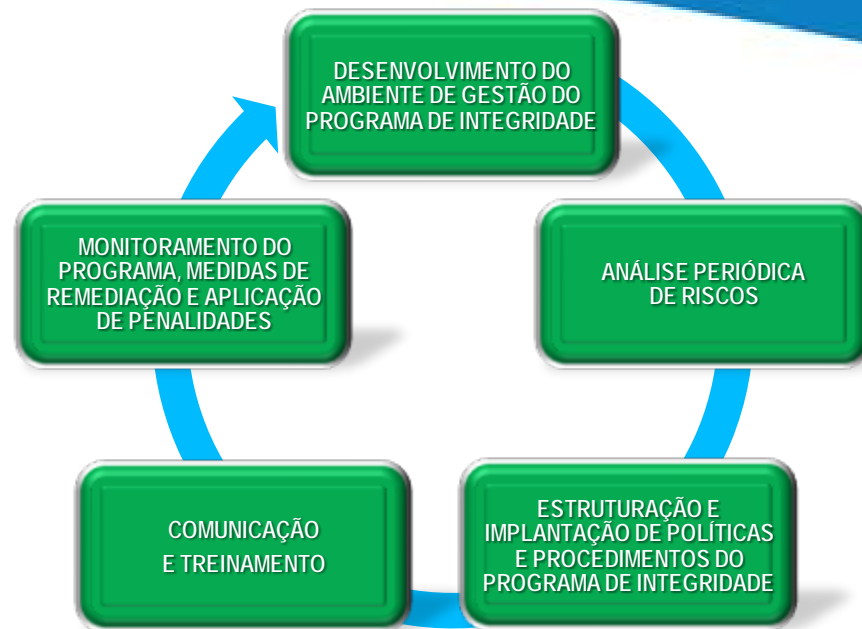 DESENVOLVIMENTO DO
AMBIENTE DE GESTÃO DO
PROGRAMA DE INTEGRIDADE
ANÁLISE PERIÓDICA
DE RISCOS
ESTRUTURAÇÃO E
IMPLANTAÇÃO DE POLÍTICAS
E PROCEDIMENTOS DO
PROGRAMA DE INTEGRIDADE
COMUNICAÇÃO
E TREINAMENTO
MONITORAMENTO DO
PROGRAMA, MEDIDAS DE
REMEDIAÇÃO E APLICAÇÃO
DE PENALIDADES